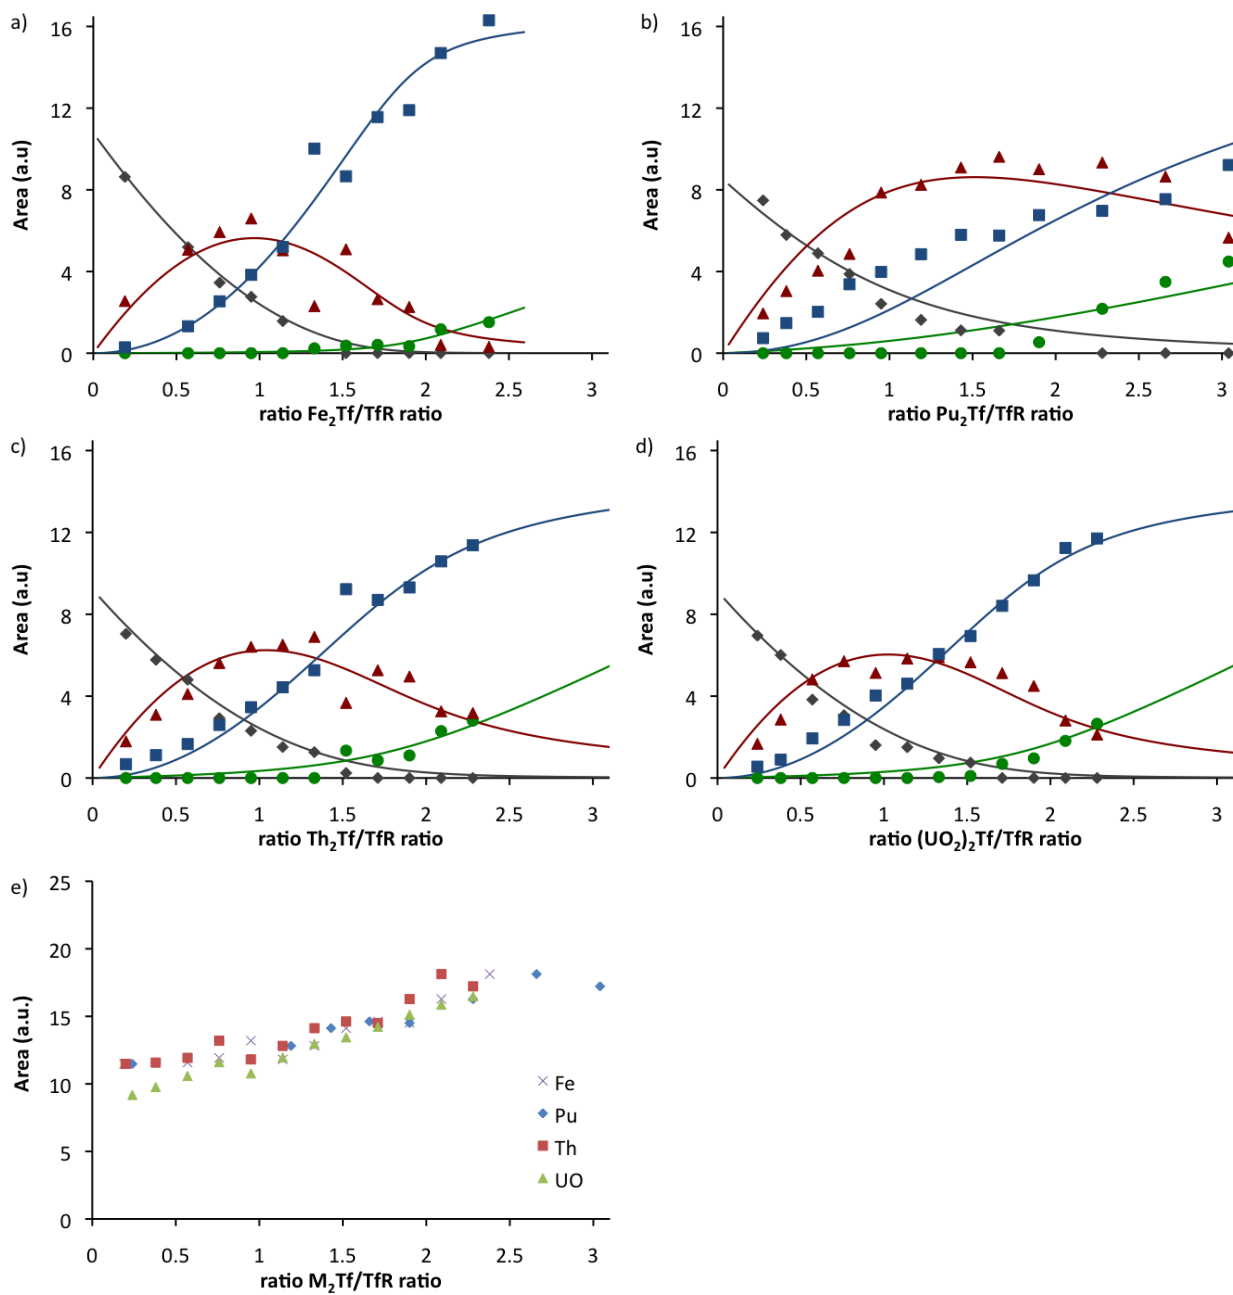 a)
16
12
8
4
0
Area (a.u)
0 0.5 1 1.5 2 2.5 3
ratio Fe₂Tf/TfR ratio
b)
16
12
8
4
0
Area (a.u)
0 0.5 1 1.5 2 2.5 3
ratio Pu₂Tf/TfR ratio
c)
16
12
8
4
0
Area (a.u)
0 0.5 1 1.5 2 2.5 3
ratio Th₂Tf/TfR ratio
d)
16
12
8
4
0
Area (a.u)
0 0.5 1 1.5 2 2.5 3
ratio (UO₂)₂Tf/TfR ratio
e)
25
20
15
10
5
0
Area (a.u.)
Fe
Pu
Th
UO
0 0.5 1 1.5 2 2.5 3
ratio M₂Tf/TfR ratio